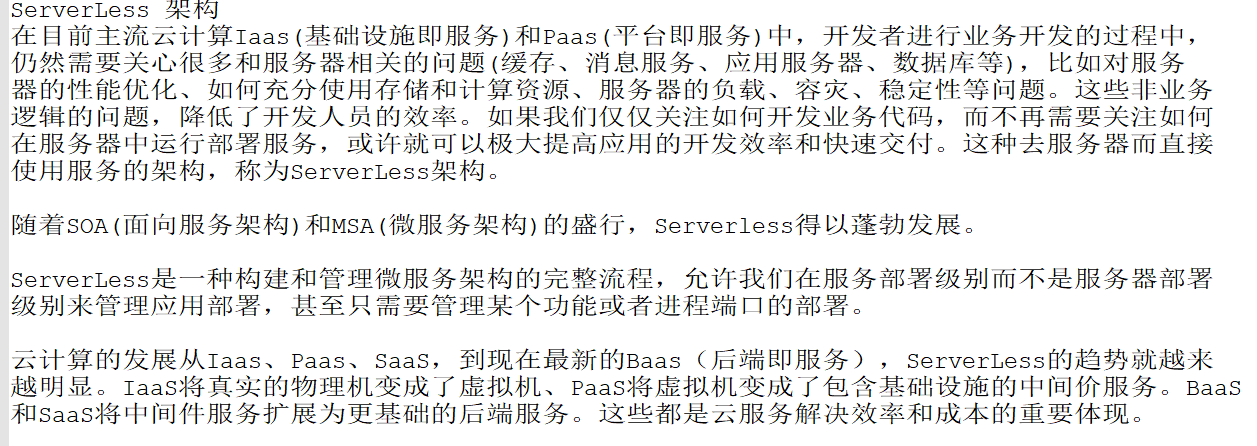 ServerLess 架构
在目前主流云计算Iaas(基础设施即服务)和Paas(平台即服务)中，开发者进行业务开发的过程中，
仍然需要关心很多和服务器相关的问题(缓存、消息服务、应用服务器、数据库等)，比如对服务
器的性能优化、如何充分使用存储和计算资源、服务器的负载、容灾、稳定性等问题。这些非业务
逻辑的问题，降低了开发人员的效率。如果我们仅仅关注如何开发业务代码，而不再需要关注如何
在服务器中运行部署服务，或许就可以极大提高应用的开发效率和快速交付。这种去服务器而直接
使用服务的架构，称为ServerLess架构。
随着SOA(面向服务架构)和MSA(微服务架构)的盛行，Serverless得以蓬勃发展。
ServerLess是一种构建和管理微服务架构的完整流程，允许我们在服务部署级别而不是服务器部署
级别来管理应用部署，甚至只需要管理某个功能或者进程端口的部署。
云计算的发展从Iaas、Paas、SaaS，到现在最新的Baas（后端即服务），ServerLess的趋势就越来
越明显。IaaS将真实的物理机变成了虚拟机、PaaS将虚拟机变成了包含基础设施的中间价服务。BaaS
和SaaS将中间件服务扩展为更基础的后端服务。这些都是云服务解决效率和成本的重要体现。